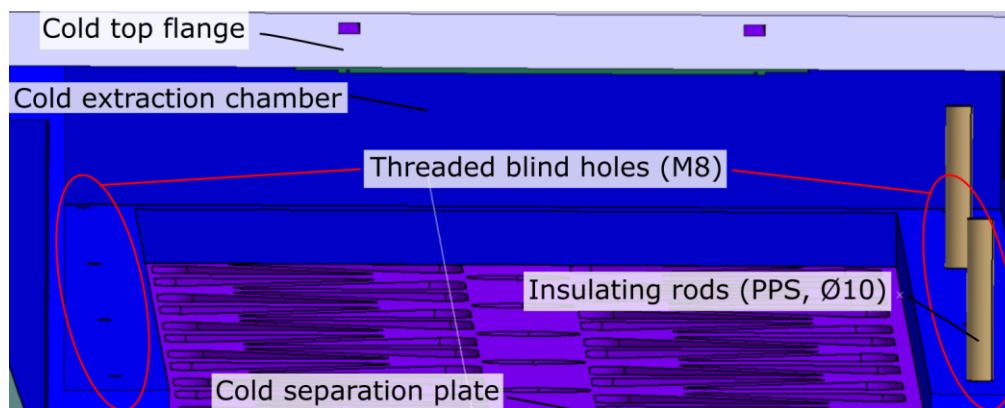 Cold top flange
Cold extraction chamber
Threaded blind holes (M8)
Insulating rods (PPS, Ø10)
Cold separation plate